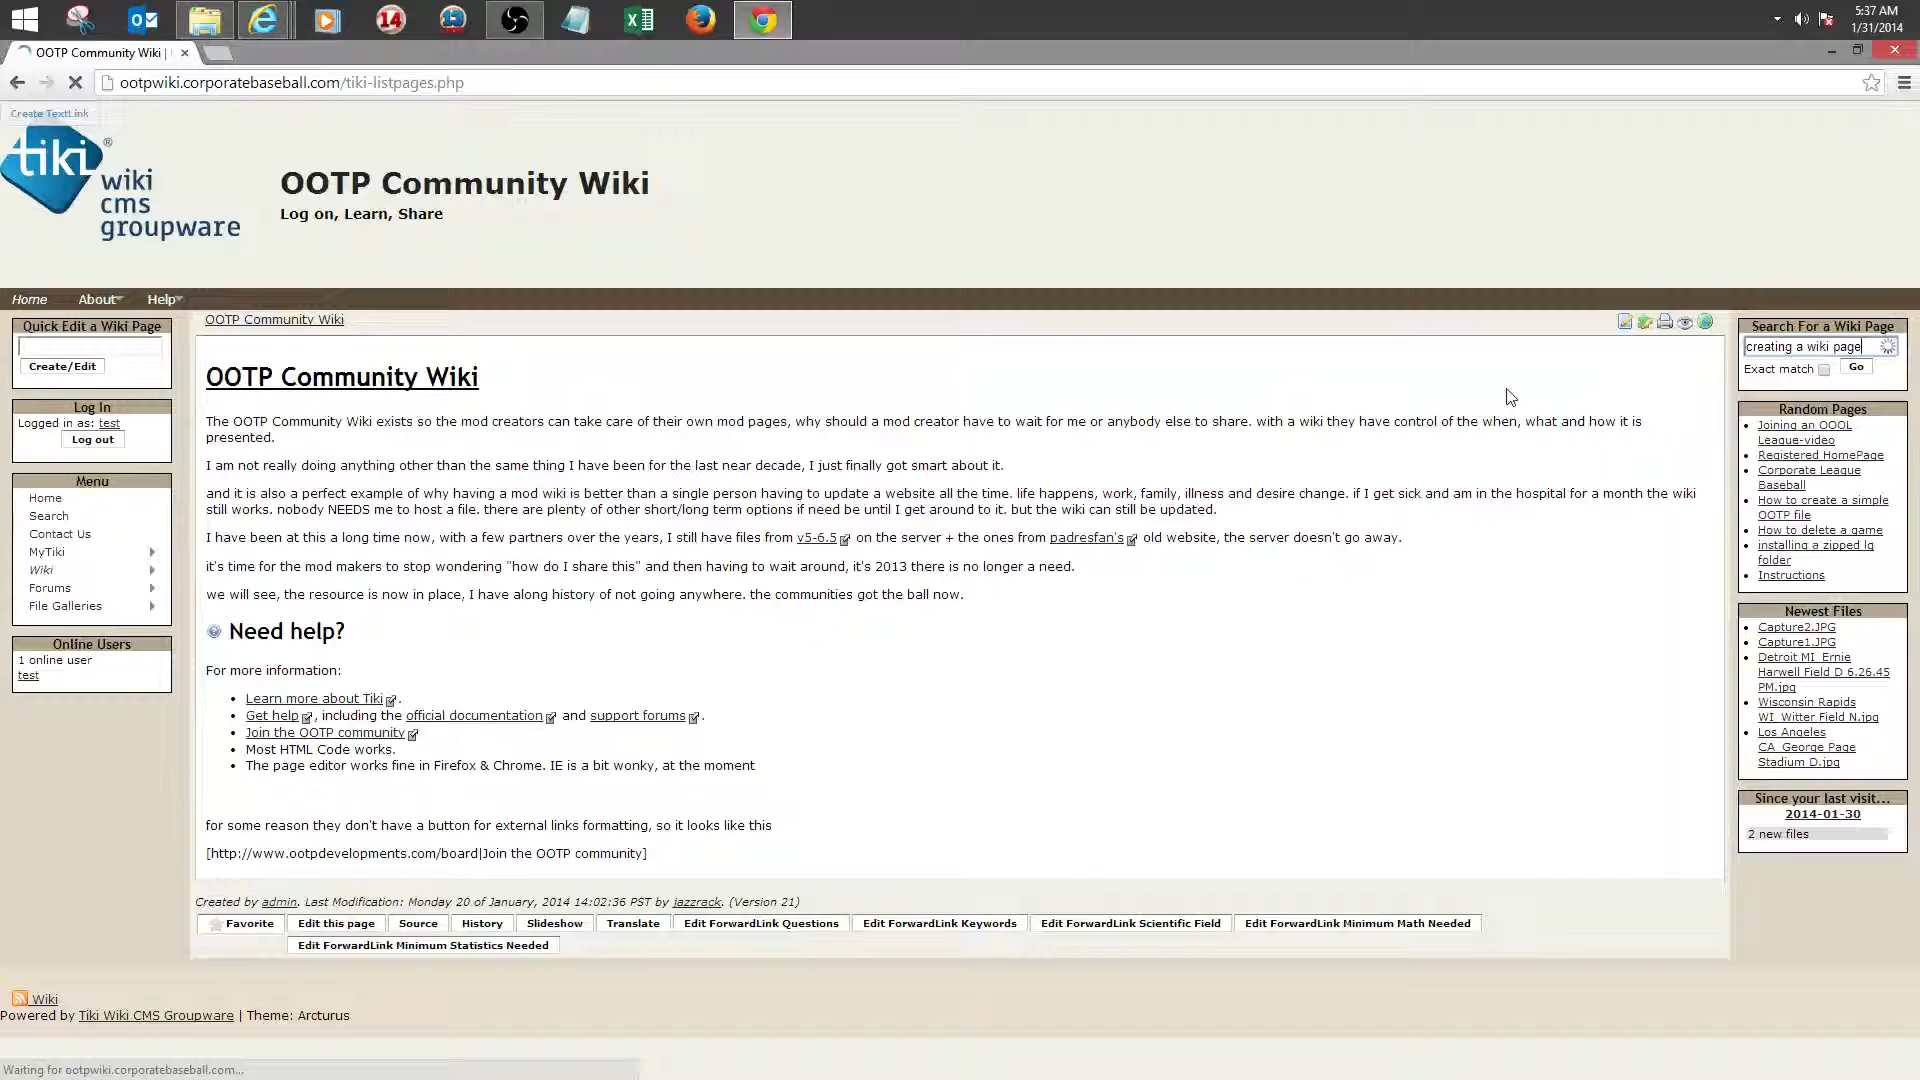 5:37 AM
1/31/2014
14
13
OOTP Community Wiki |
ootpwiki.corporatebaseball.com/tiki-listpages.php
Create TextLink
tiki ®
wiki
cms
groupware
OOTP Community Wiki
Log on, Learn, Share
Home About Help
Quick Edit a Wiki Page
Create/Edit
Log In
Logged in as: test
Log out
Menu
Home
Search
Contact Us
MyTiki
Wiki
Forums
File Galleries
Online Users
1 online user
test
OOTP Community Wiki
OOTP Community Wiki
The OOTP Community Wiki exists so the mod creators can take care of their own mod pages, why should a mod creator have to wait for me or anybody else to share. with a wiki they have control of the when, what and how it is
presented.
I am not really doing anything other than the same thing I have been for the last near decade, I just finally got smart about it.
and it is also a perfect example of why having a mod wiki is better than a single person having to update a website all the time. life happens, work, family, illness and desire change. if I get sick and am in the hospital for a month the wiki
still works. nobody NEEDS me to host a file. there are plenty of other short/long term options if need be until I get around to it. but the wiki can still be updated.
I have been at this a long time now, with a few partners over the years, I still have files from v5-6.5 on the server + the ones from padresfan's old website, the server doesn't go away.
it's time for the mod makers to stop wondering "how do I share this" and then having to wait around, it's 2013 there is no longer a need.
we will see, the resource is now in place, I have along history of not going anywhere. the communities got the ball now.
Need help?
For more information:
• Learn more about Tiki .
• Get help , including the official documentation and support forums .
• Join the OOTP community
• Most HTML Code works.
• The page editor works fine in Firefox & Chrome. IE is a bit wonky, at the moment
for some reason they don't have a button for external links formatting, so it looks like this
[http://www.ootpdevelopments.com/board|Join the OOTP community]
Created by admin. Last Modification: Monday 20 of January, 2014 14:02:36 PST by jazzrack. (Version 21)
Favorite Edit this page Source History Slideshow Translate Edit ForwardLink Questions Edit ForwardLink Keywords Edit ForwardLink Scientific Field Edit ForwardLink Minimum Math Needed
Edit ForwardLink Minimum Statistics Needed
Search For a Wiki Page
creating a wiki page
Exact match Go
Random Pages
• Joining an OOOL
League-video
• Registered HomePage
• Corporate League
Baseball
• How to create a simple
OOTP file
• How to delete a game
• installing a zipped lg
folder
• Instructions
Newest Files
• Capture2.JPG
• Capture1.JPG
• Detroit MI_Ernie
Harwell Field D 6.26.45
PM.jpg
• Wisconsin Rapids
WI_Witter Field N.jpg
• Los Angeles
CA_George Page
Stadium D.jpg
Since your last visit...
2014-01-30
2 new files
Wiki
Powered by Tiki Wiki CMS Groupware | Theme: Arcturus
Waiting for ootpwiki.corporatebaseball.com...